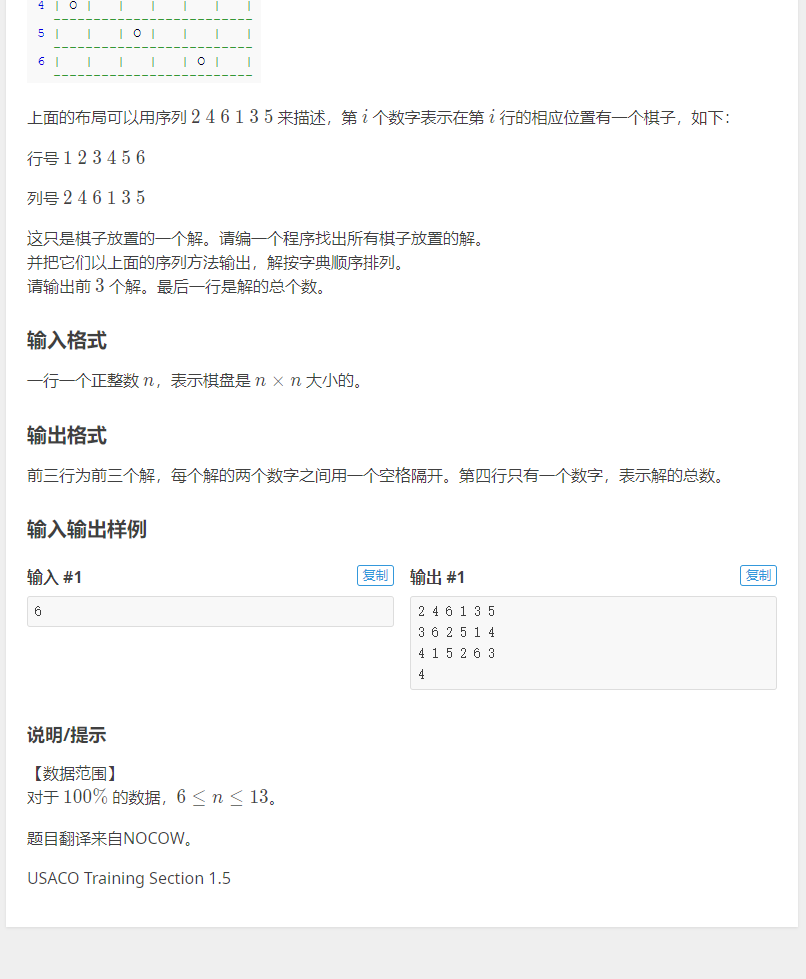 4 | O | | | | | |
5 | | | O | | | |
6 | | | | | O | |
上面的布局可以用序列 2 4 6 1 3 5 来描述，第 i 个数字表示在第 i 行的相应位置有一个棋子，如下：
行号 1 2 3 4 5 6
列号 2 4 6 1 3 5
这只是棋子放置的一个解。请编一个程序找出所有棋子放置的解。
并把它们以上面的序列方法输出，解按字典顺序排列。
请输出前 3 个解。最后一行是解的总个数。
输入格式
一行一个正整数 n，表示棋盘是 n × n 大小的。
输出格式
前三行为前三个解，每个解的两个数字之间用一个空格隔开。第四行只有一个数字，表示解的总数。
输入输出样例
输入 #1
复制
6
输出 #1
复制
2 4 6 1 3 5
3 6 2 5 1 4
4 1 5 2 6 3
4
说明/提示
【数据范围】
对于 100% 的数据，6 ≤ n ≤ 13。
题目翻译来自NOCOW。
USACO Training Section 1.5